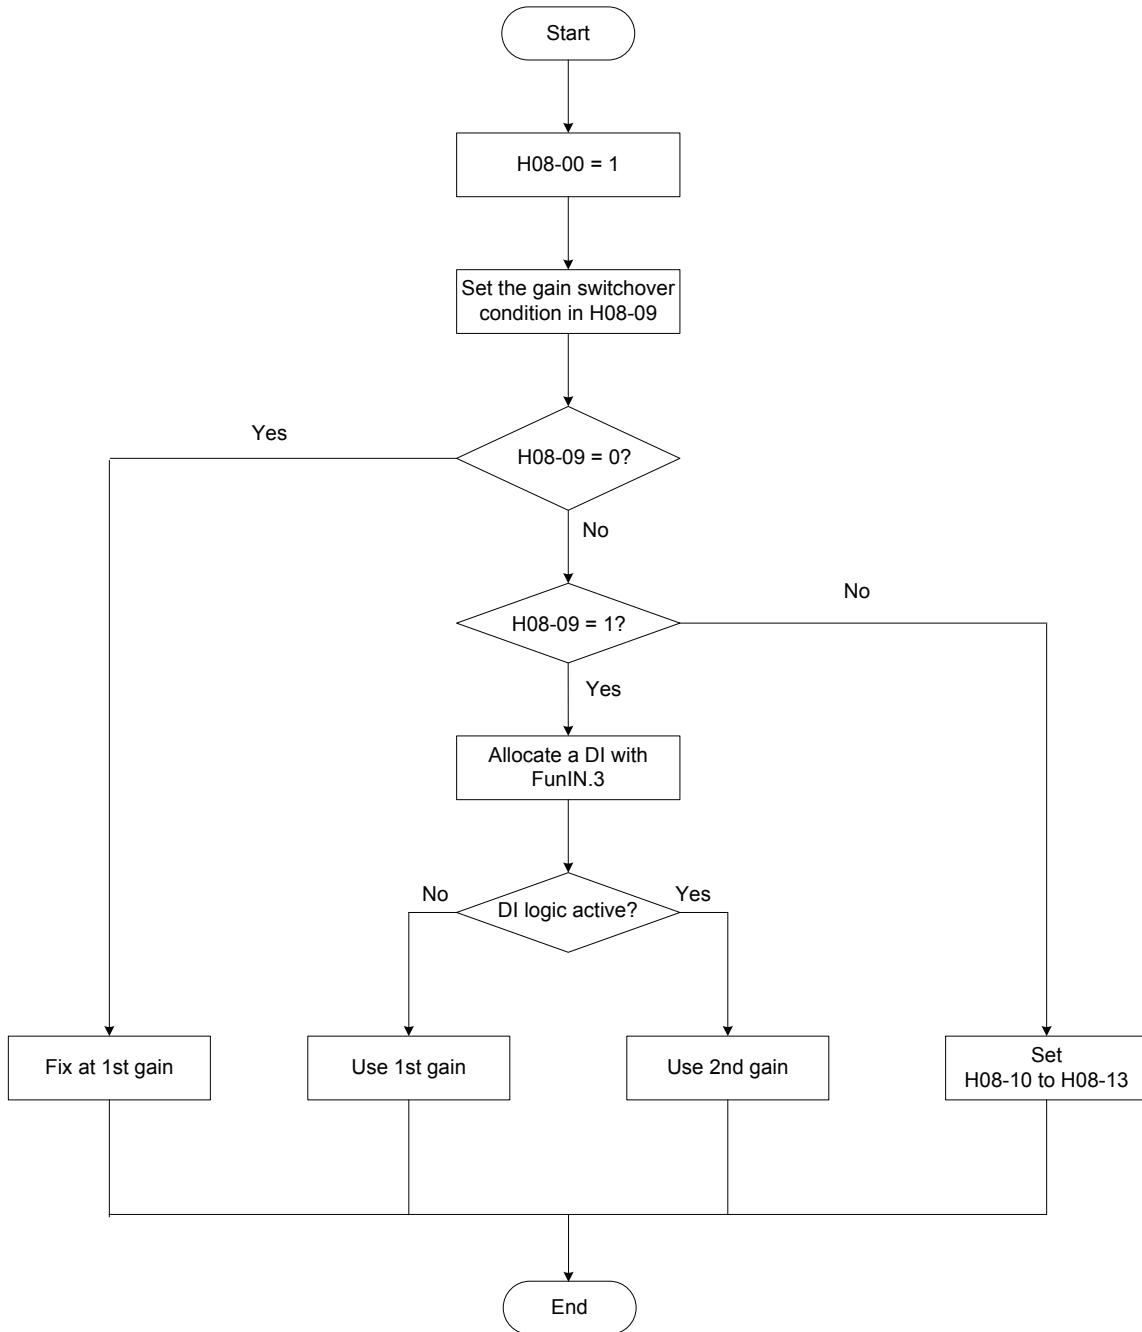 Start
H08-00 = 1
Set the gain switchover
condition in H08-09
Yes
H08-09 = 0?
No
No
H08-09 = 1?
Yes
Allocate a DI with
FunIN.3
No
Yes
DI logic active?
Fix at 1st gain
Use 1st gain
Use 2nd gain
Set
H08-10 to H08-13
End